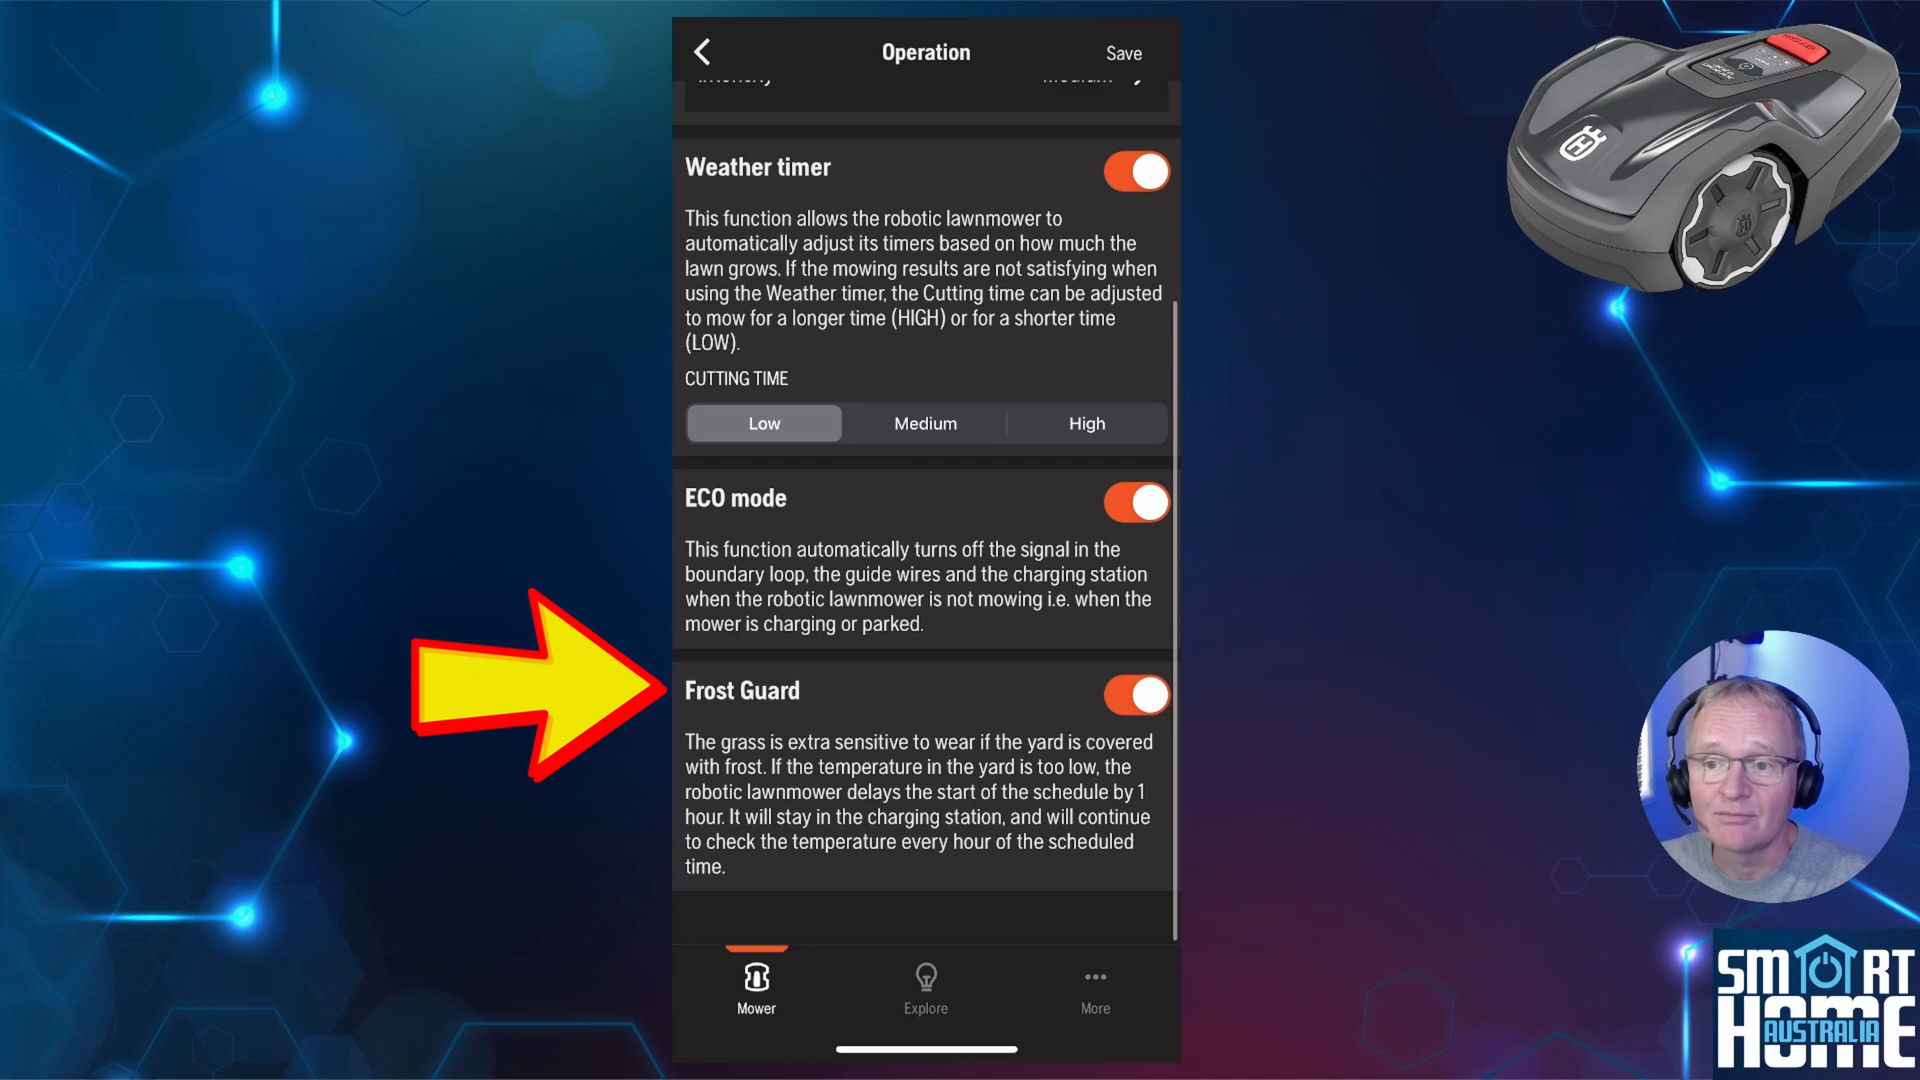 Operation
Save
Weather timer
This function allows the robotic lawnmower to
automatically adjust its timers based on how much the
lawn grows. If the mowing results are not satisfying when
using the Weather timer, the Cutting time can be adjusted
to mow for a longer time (HIGH) or for a shorter time
(LOW).
CUTTING TIME
Low
Medium
High
ECO mode
This function automatically turns off the signal in the
boundary loop, the guide wires and the charging station
when the robotic lawnmower is not mowing i.e. when the
mower is charging or parked.
Frost Guard
The grass is extra sensitive to wear if the yard is covered
with frost. If the temperature in the yard is too low, the
robotic lawnmower delays the start of the schedule by 1
hour. It will stay in the charging station, and will continue
to check the temperature every hour of the scheduled
time.
Mower
Explore
More
SMART
HOME
AUSTRALIA